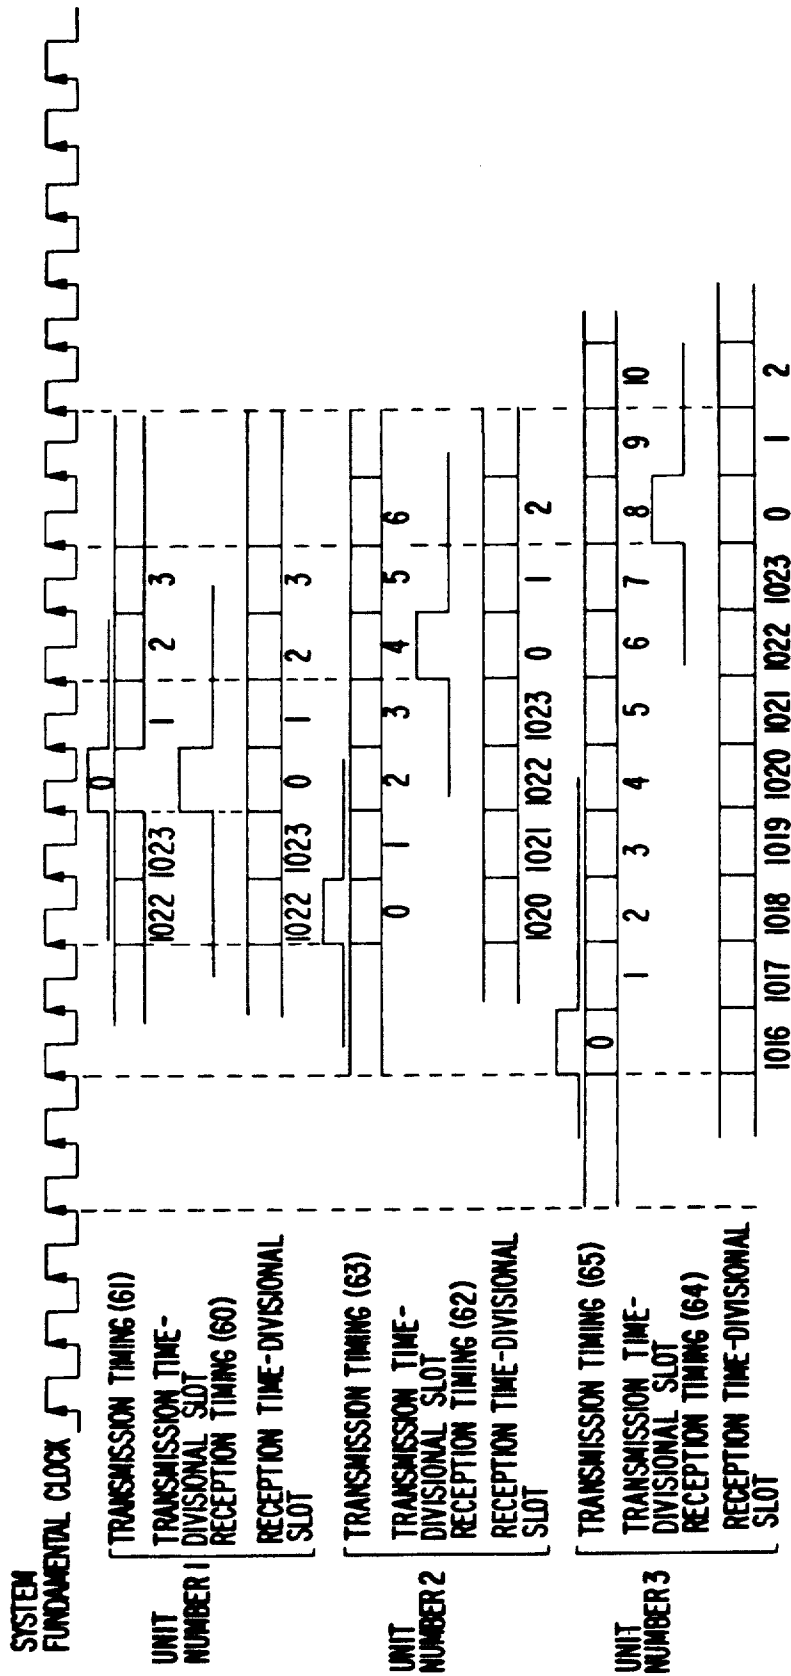 SYSTEM
FUNDAMENTAL CLOCK
UNIT
NUMBER 1
TRANSMISSION TIMING (61)
0
TRANSMISSION TIME-
DIVISIONAL SLOT
1022 1023 1 2 3
RECEPTION TIMING (60)
RECEPTION TIME-DIVISIONAL
SLOT
1022 1023 0 1 2 3
UNIT
NUMBER 2
TRANSMISSION TIMING (63)
TRANSMISSION TIME-
DIVISIONAL SLOT
0 1 2 3 4 5 6
RECEPTION TIMING (62)
RECEPTION TIME-DIVISIONAL
SLOT
1020 1021 1022 1023 0 1 2
UNIT
NUMBER 3
TRANSMISSION TIMING (65)
0
TRANSMISSION TIME-
DIVISIONAL SLOT
1 2 3 4 5 6 7 8 9 10
RECEPTION TIMING (64)
RECEPTION TIME-DIVISIONAL
SLOT
1016 1017 1018 1019 1020 1021 1022 1023 0 1 2